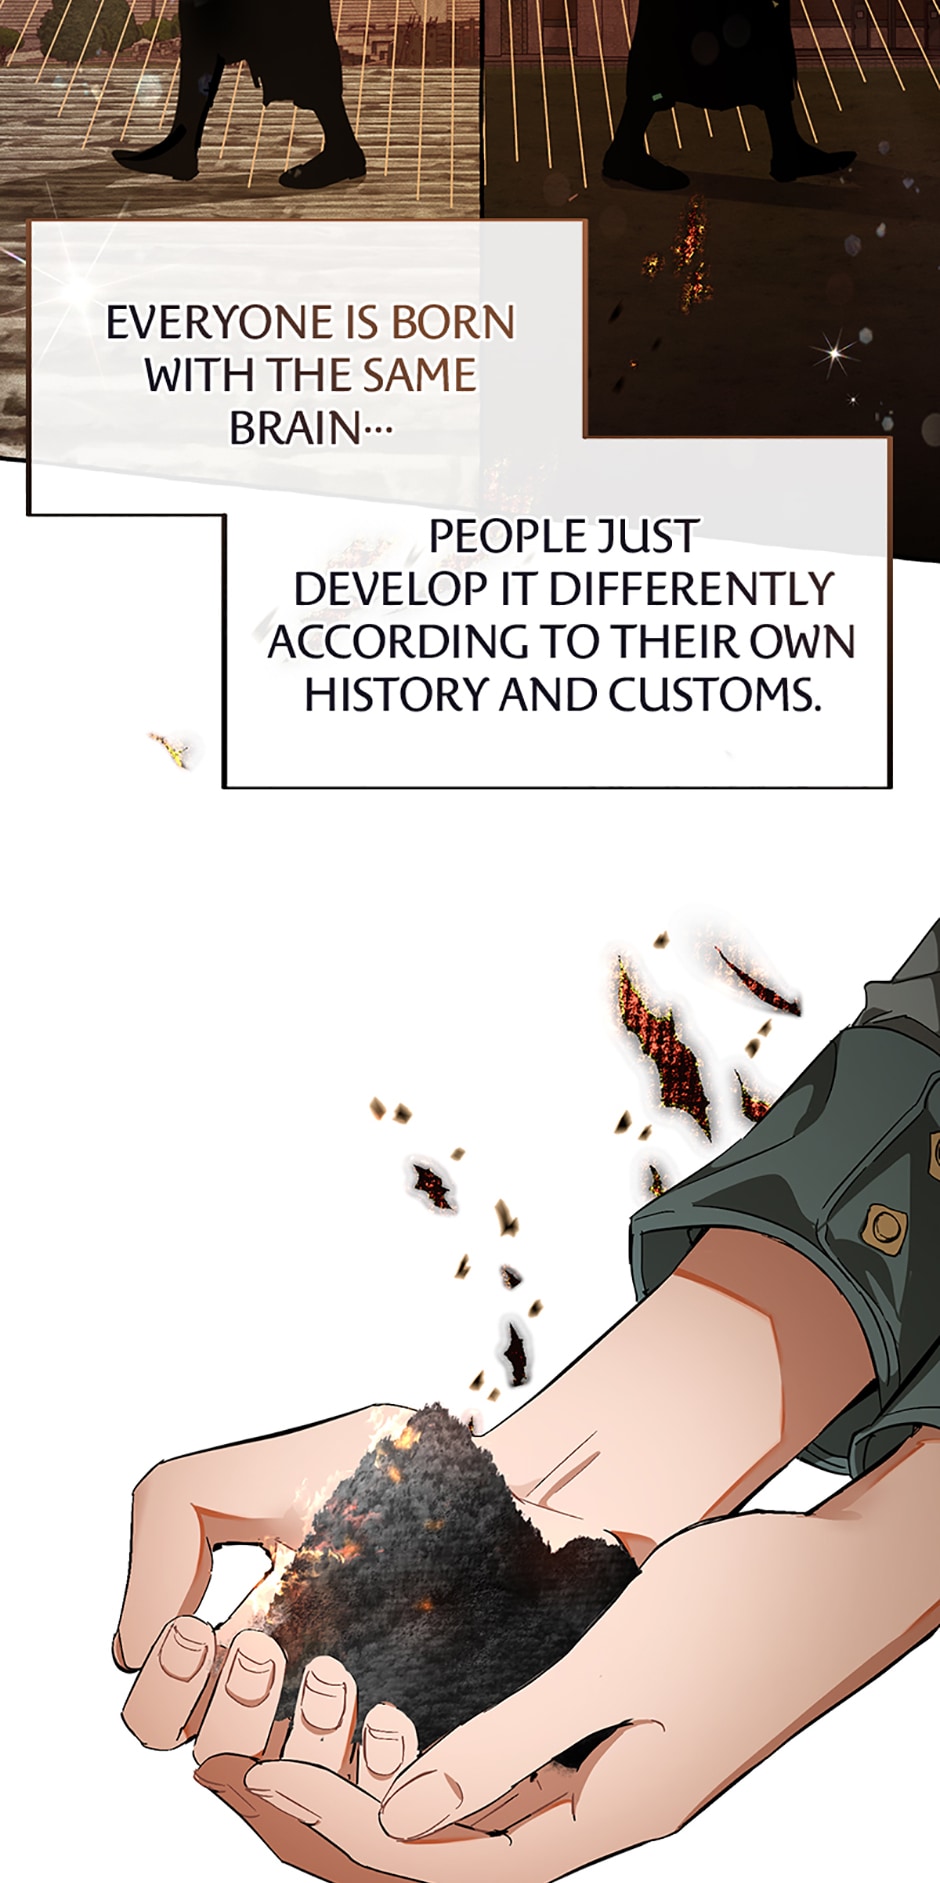 EVERYONE IS BORN
WITH THE SAME
BRAIN...
PEOPLE JUST
DEVELOP IT DIFFERENTLY
ACCORDING TO THEIR OWN
HISTORY AND CUSTOMS.